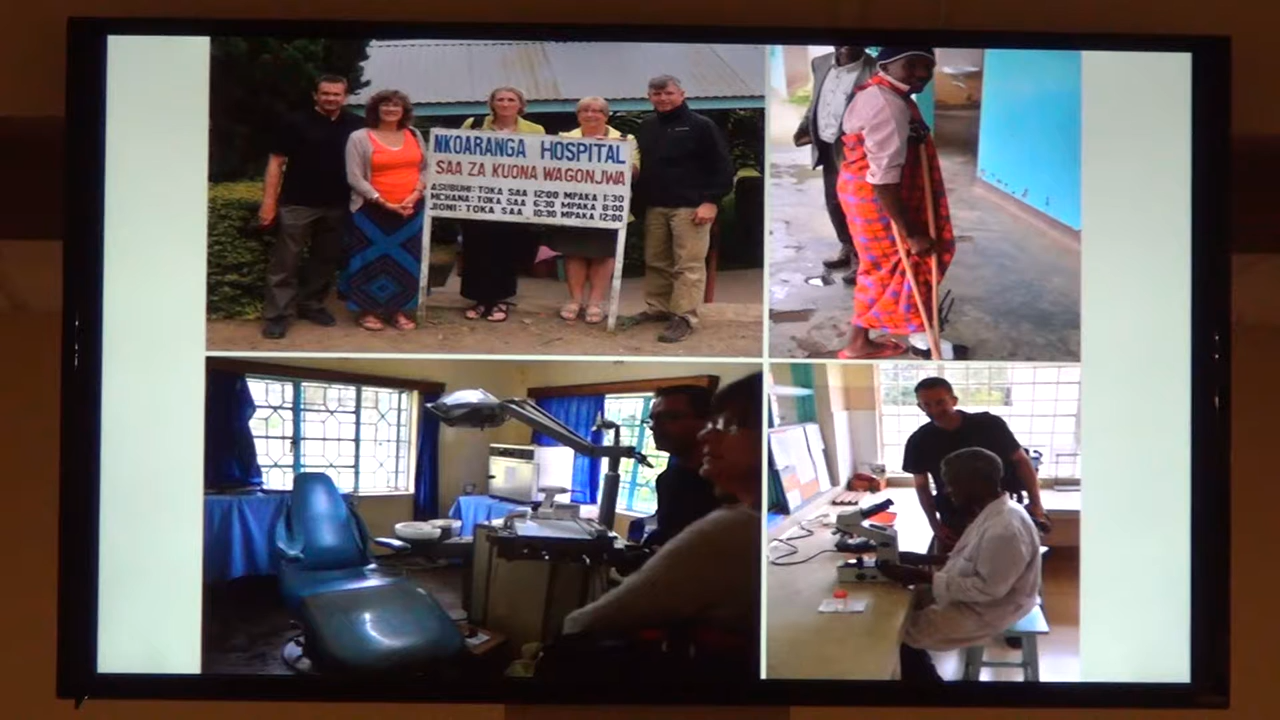 NKOARANGA HOSPITAL
SAA ZA KUONA WAGONJWA
ASUBUHI: TOKA SAA 12:00 MPAKA 1:30
MCHANA: TOKA SAA 6:30 MPAKA 8:00
JIONI: TOKA SAA 10:30 MPAKA 12:00